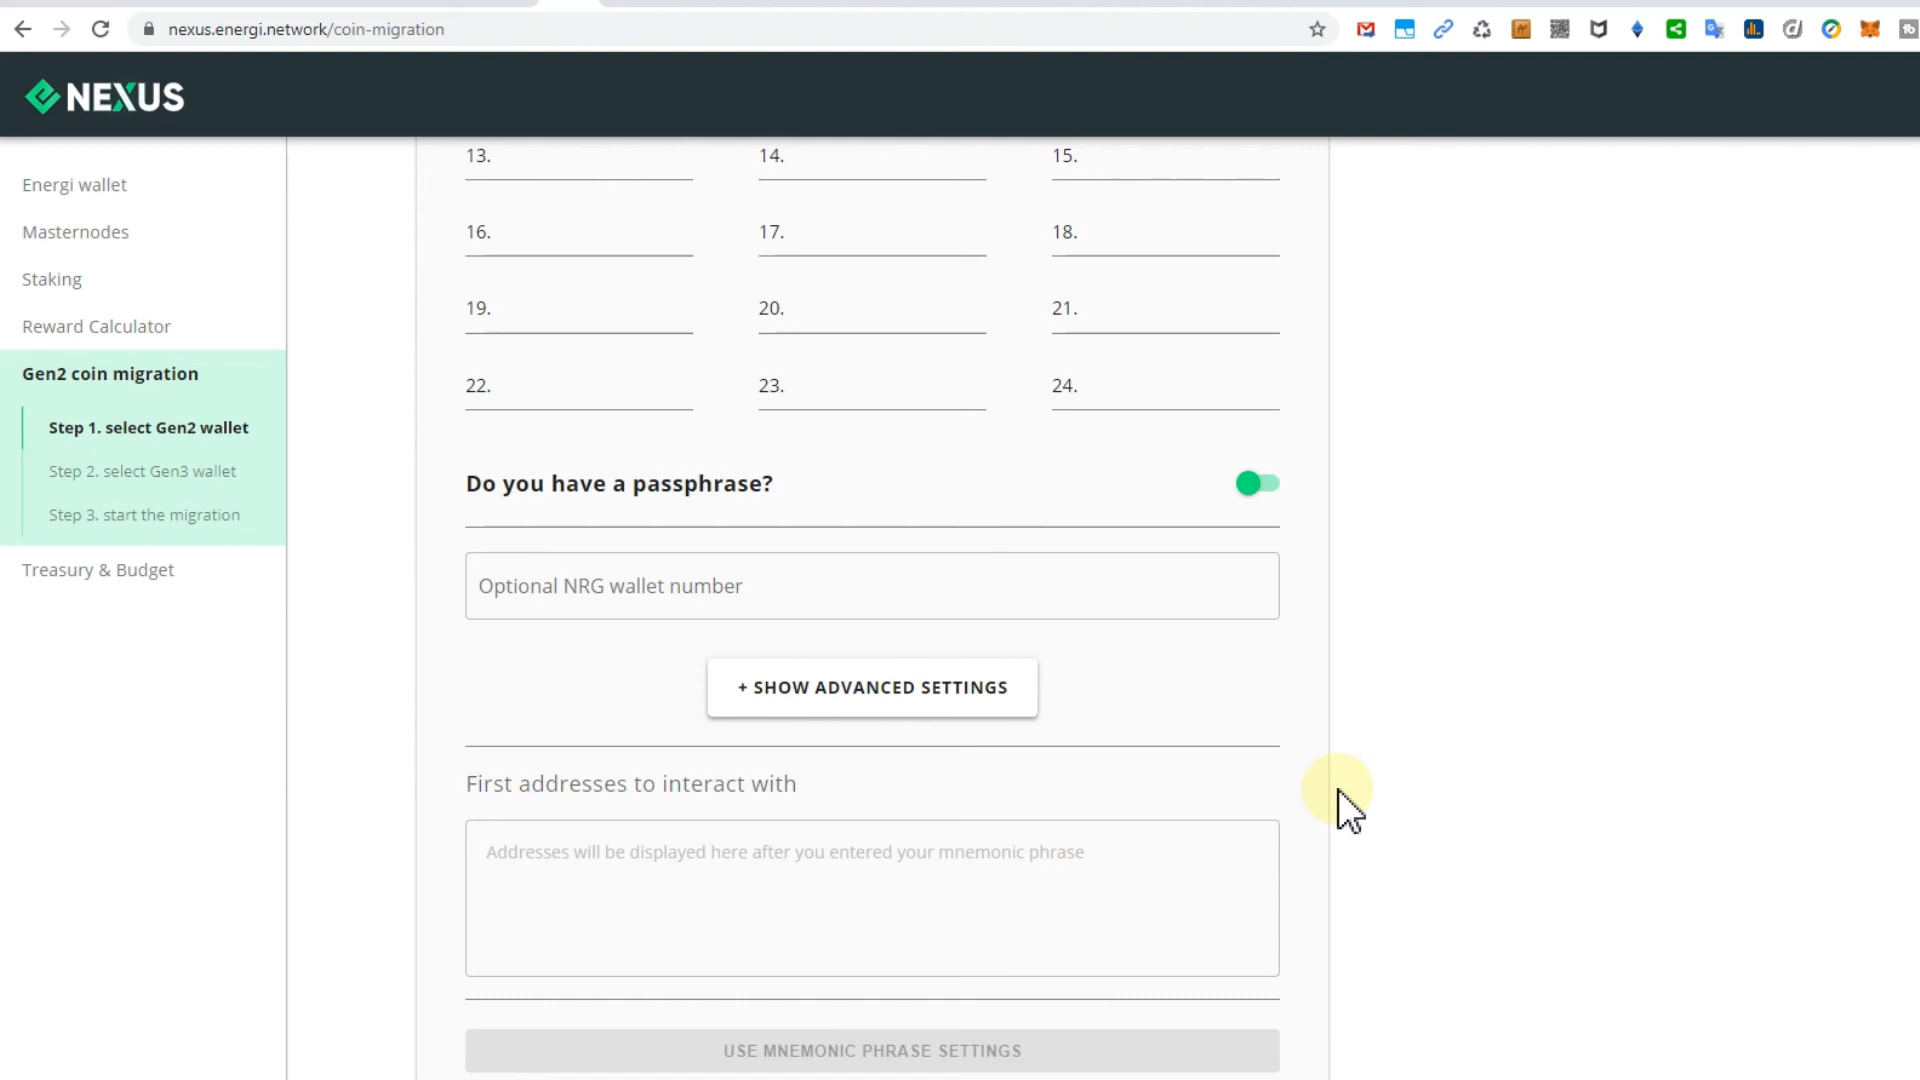 nexus.energi.network/coin-migration
NEXUS
Energi wallet
Masternodes
Staking
Reward Calculator
Gen2 coin migration
Step 1. select Gen2 wallet
Step 2. select Gen3 wallet
Step 3. start the migration
Treasury & Budget
13. 14. 15.
16. 17. 18.
19. 20. 21.
22. 23. 24.
Do you have a passphrase?
Optional NRG wallet number
+ SHOW ADVANCED SETTINGS
First addresses to interact with
Addresses will be displayed here after you entered your mnemonic phrase
USE MNEMONIC PHRASE SETTINGS